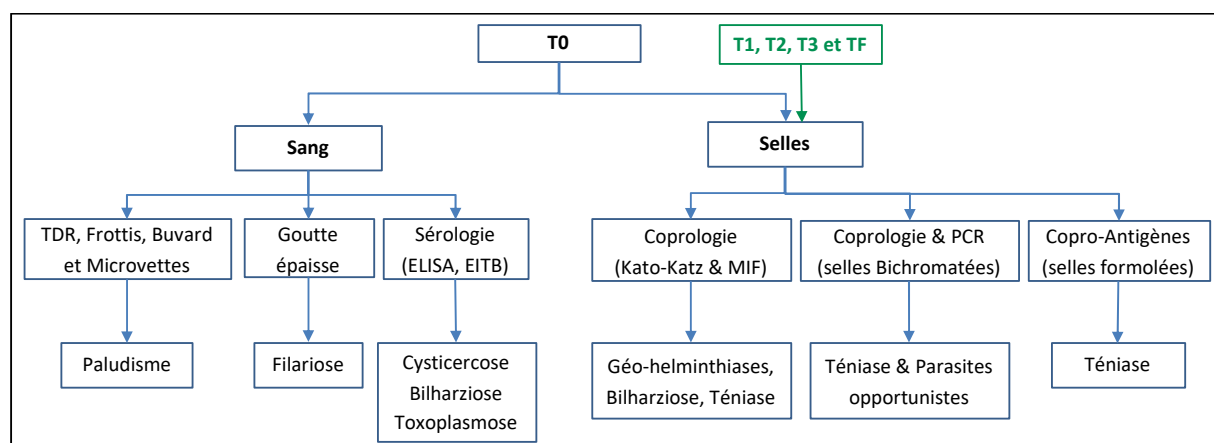 T0
T1, T2, T3 et TF
Sang
Selles
TDR, Frottis, Buvard
et Microvettes
Goutte
épaisse
Sérologie
(ELISA, EITB)
Coprologie
(Kato-Katz & MIF)
Coprologie & PCR
(selles Bichromatées)
Copro-Antigènes
(selles formolées)
Paludisme
Filariose
Cysticercose
Bilharziose
Toxoplasmose
Géo-helminthiases,
Bilharziose, Téniase
Téniase & Parasites
opportunistes
Téniase